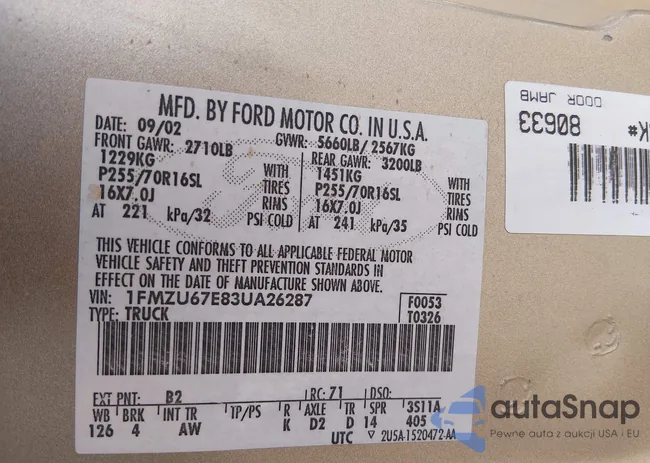 MFD. BY FORD MOTOR CO. IN U.S.A.
DATE: 09/02 GVWR: 5660LB/ 2567KG
FRONT GAWR: 2710LB REAR GAWR: 3200LB
1229KG WITH 1451KG WITH
P255/70R16SL TIRES P255/70R16SL TIRES
16X7.0J RIMS 16X7.0J RIMS
AT 221 kPa/32 PSI COLD AT 241 kPa/35 PSI COLD
THIS VEHICLE CONFORMS TO ALL APPLICABLE FEDERAL MOTOR
VEHICLE SAFETY AND THEFT PREVENTION STANDARDS IN
EFFECT ON THE DATE OF MANUFACTURE SHOWN ABOVE.
VIN: 1FMZU67E83UA26287 F0053
TYPE: TRUCK T0326
EXT PNT: B2 RC: 71 DSO:
WB BRK INT TR TP/PS R AXLE TR SPR 3S11A
126 4 AW K D2 D 14 405
UTC ▽ 2U5A-1520472-AA
DOOR JAMB
80633
autaSnap
Pewne auta z aukcji USA i EU